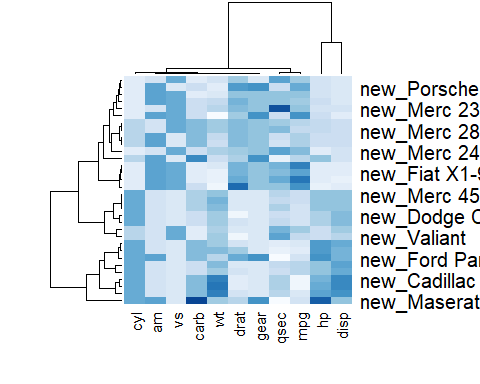 new_Porsche
new_Merc 23
new_Merc 28
new_Merc 24
new_Fiat X1-9
new_Merc 45
new_Dodge C
new_Valiant
new_Ford Pan
new_Cadillac
new_Maserat
cyl
am
vs
carb
wt
drat
gear
qsec
mpg
hp
disp